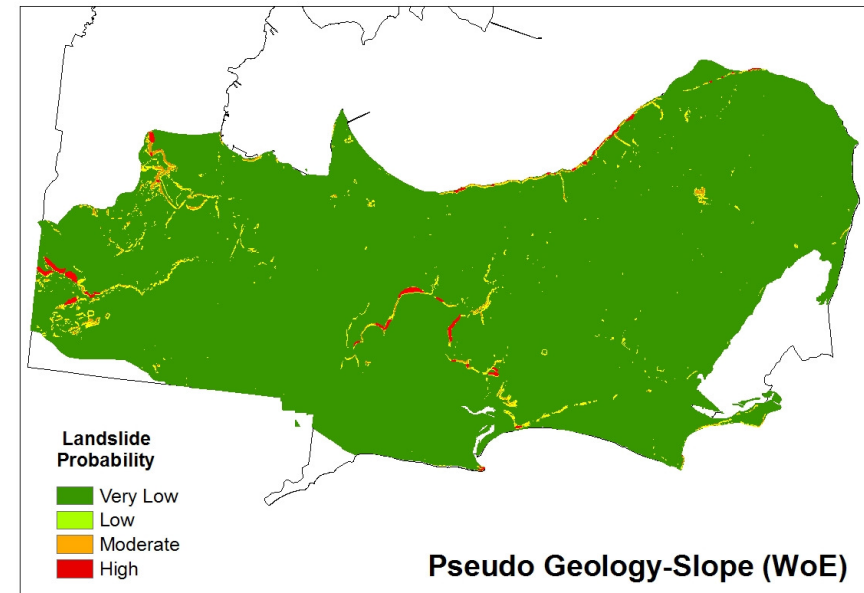 Landslide
Probability
Very Low
Low
Moderate
High
Pseudo Geology-Slope (WoE)